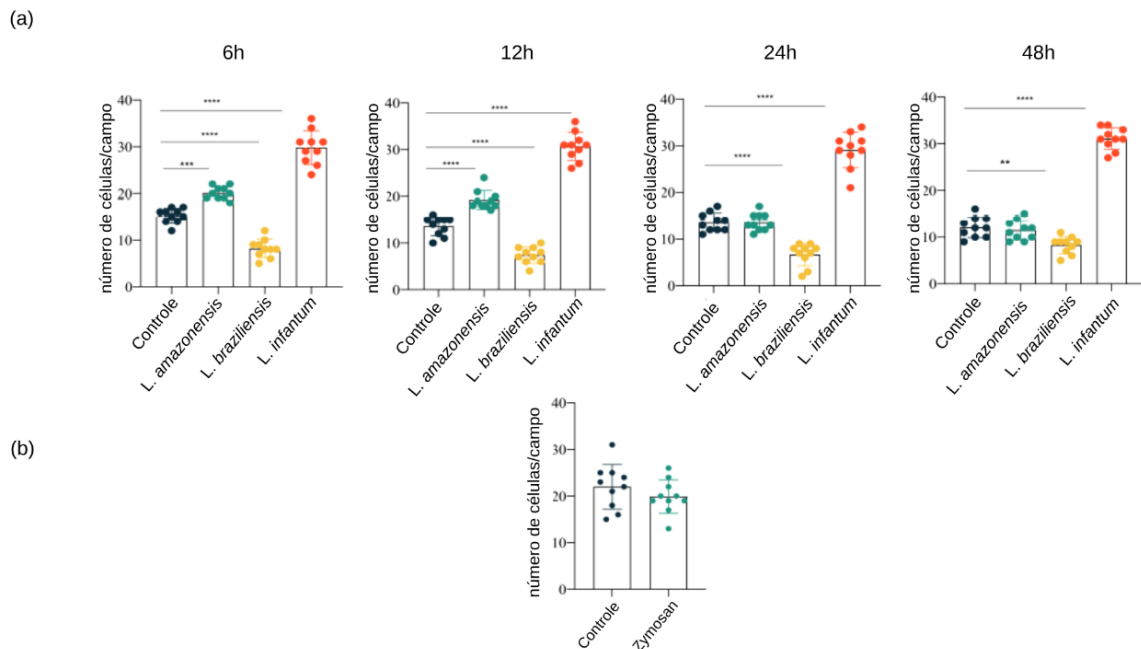 (a)
6h
número de células/campo
40
30
20
10
0
****
****
***
Controle
L. amazonensis
L. braziliensis
L. infantum
12h
número de células/campo
40
30
20
10
0
****
****
****
Controle
L. amazonensis
L. braziliensis
L. infantum
24h
número de células/campo
40
30
20
10
0
****
****
Controle
L. amazonensis
L. braziliensis
L. infantum
48h
número de células/campo
40
30
20
10
0
****
**
Controle
L. amazonensis
L. braziliensis
L. infantum
(b)
número de células/campo
40
30
20
10
0
Controle
Zymosan